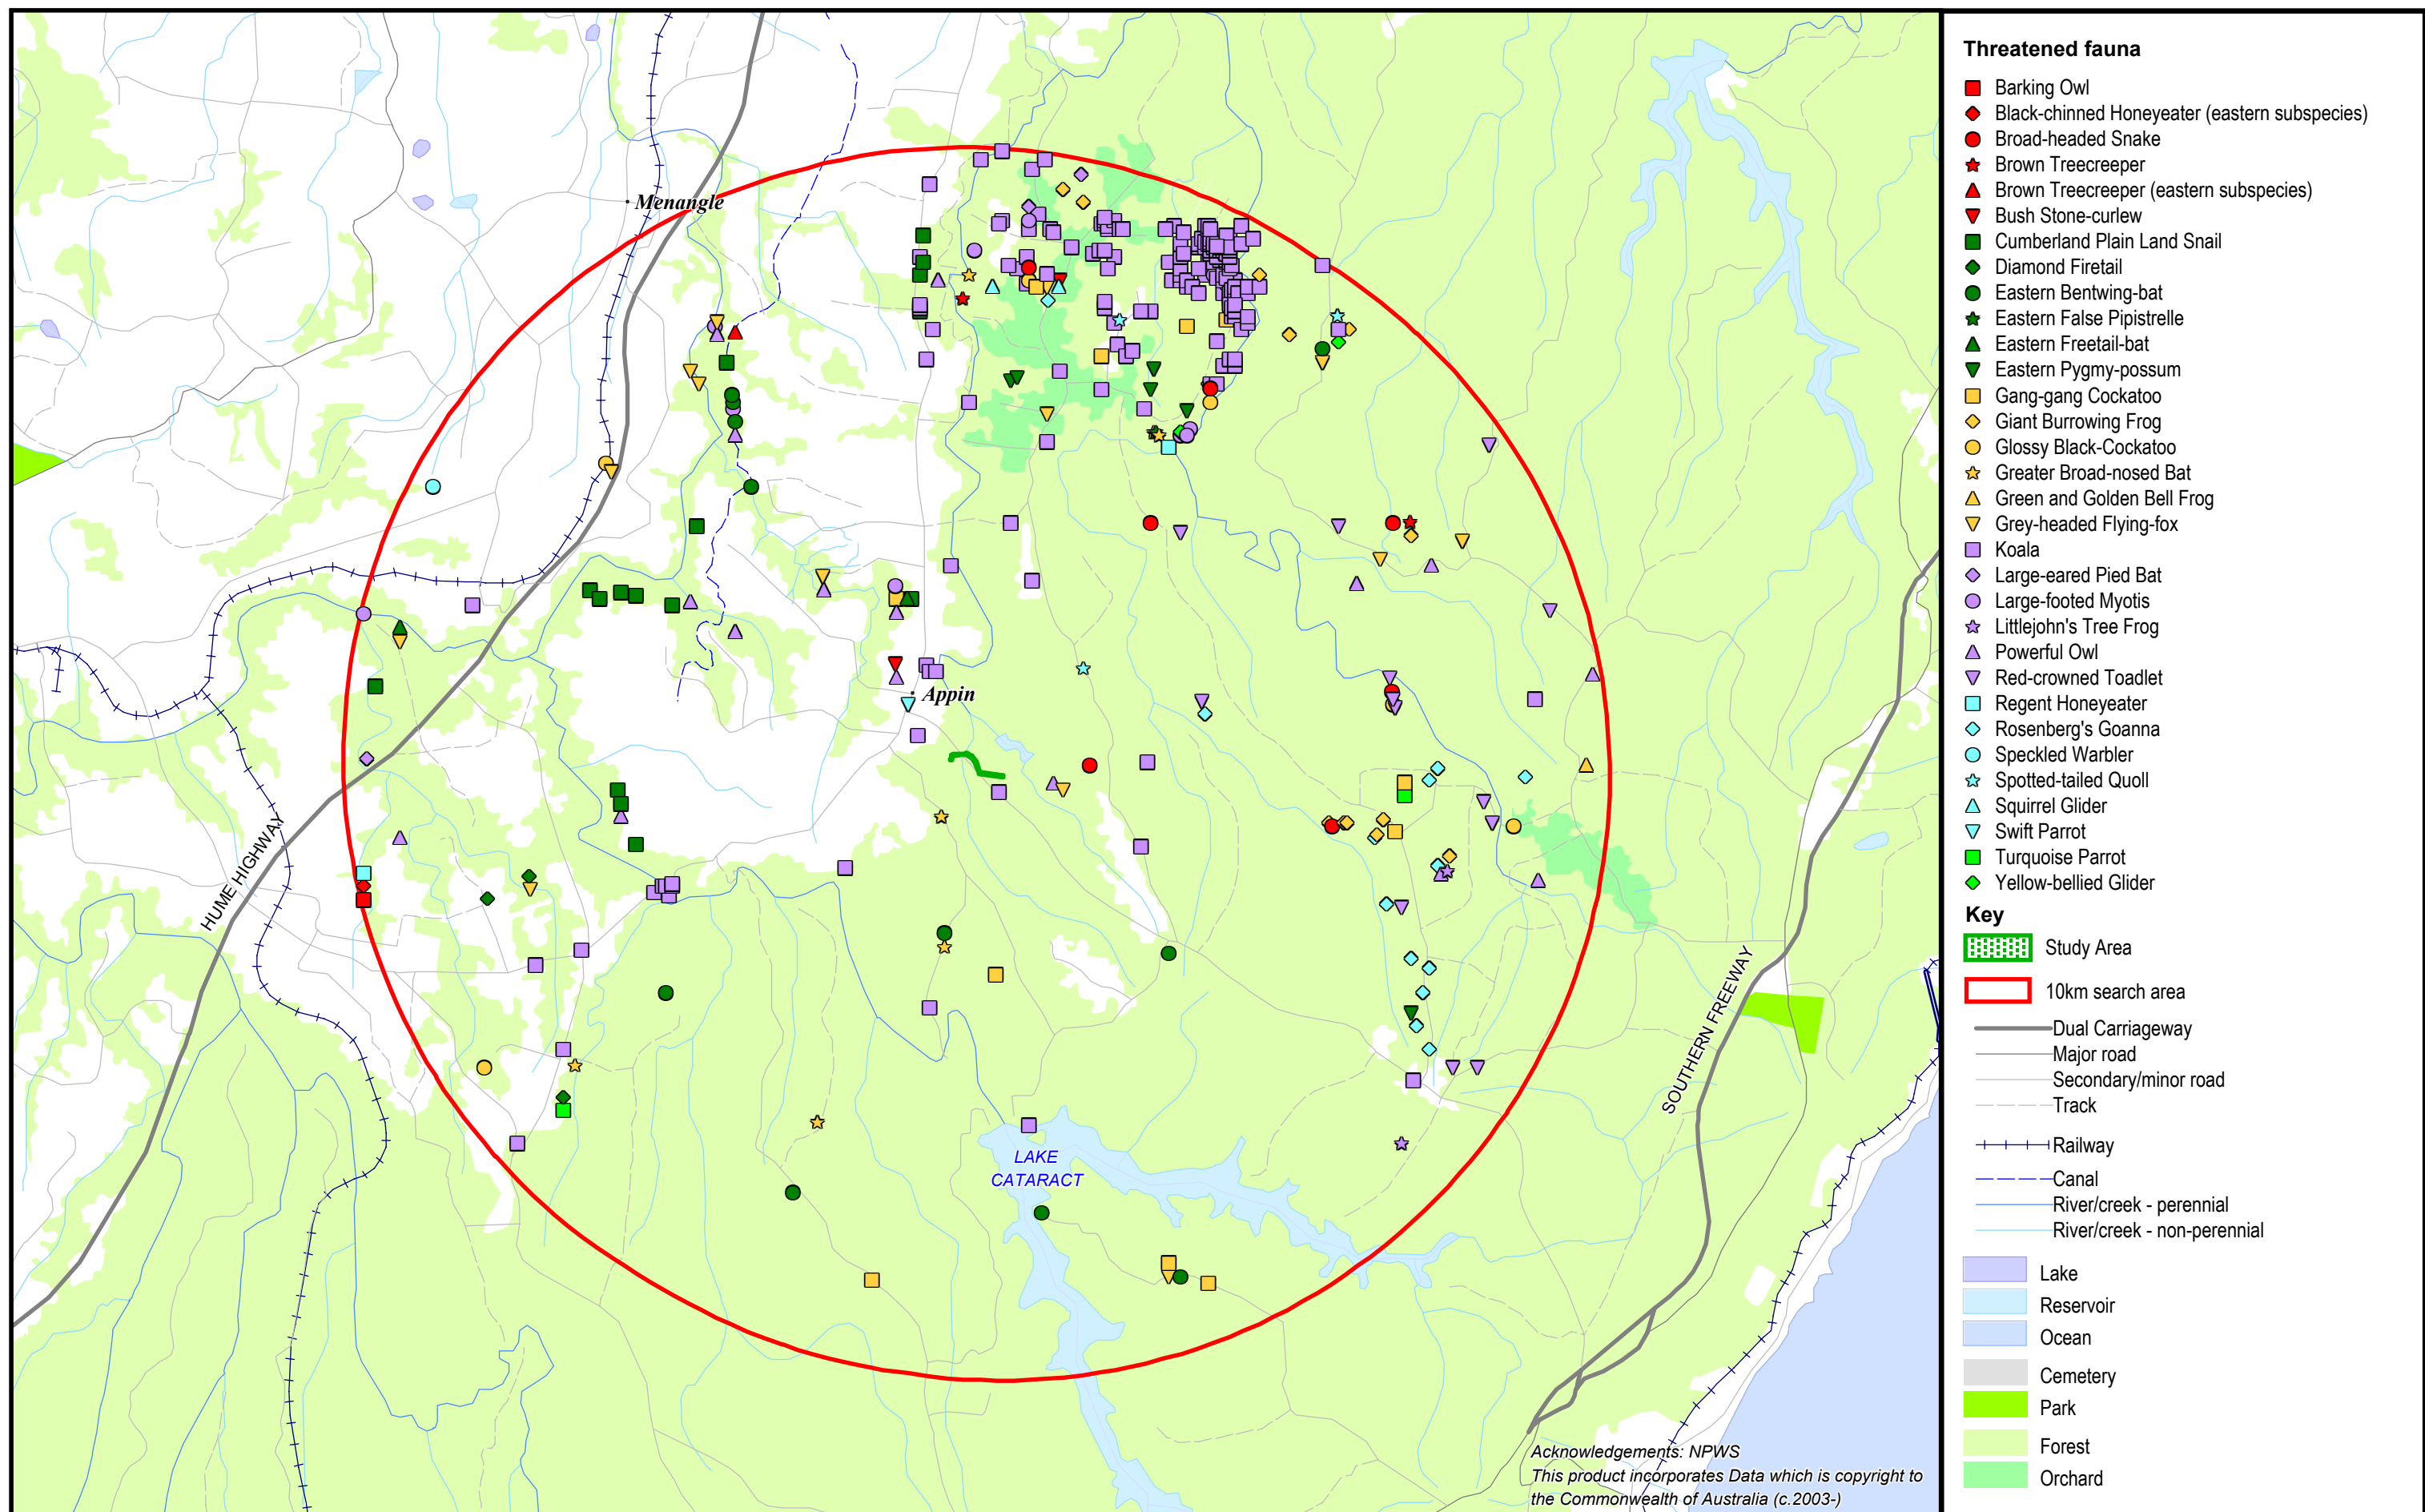 Menangle
Appin
HUME HIGHWAY
SOUTHERN FREEWAY
LAKE
CATARACT
Acknowledgements: NPWS
This product incorporates Data which is copyright to
the Commonwealth of Australia (c.2003-)
Threatened fauna
Barking Owl
Black-chinned Honeyeater (eastern subspecies)
Broad-headed Snake
Brown Treecreeper
Brown Treecreeper (eastern subspecies)
Bush Stone-curlew
Cumberland Plain Land Snail
Diamond Firetail
Eastern Bentwing-bat
Eastern False Pipistrelle
Eastern Freetail-bat
Eastern Pygmy-possum
Gang-gang Cockatoo
Giant Burrowing Frog
Glossy Black-Cockatoo
Greater Broad-nosed Bat
Green and Golden Bell Frog
Grey-headed Flying-fox
Koala
Large-eared Pied Bat
Large-footed Myotis
Littlejohn's Tree Frog
Powerful Owl
Red-crowned Toadlet
Regent Honeyeater
Rosenberg's Goanna
Speckled Warbler
Spotted-tailed Quoll
Squirrel Glider
Swift Parrot
Turquoise Parrot
Yellow-bellied Glider
Key
Study Area
10km search area
Dual Carriageway
Major road
Secondary/minor road
Track
Railway
Canal
River/creek - perennial
River/creek - non-perennial
Lake
Reservoir
Ocean
Cemetery
Park
Forest
Orchard